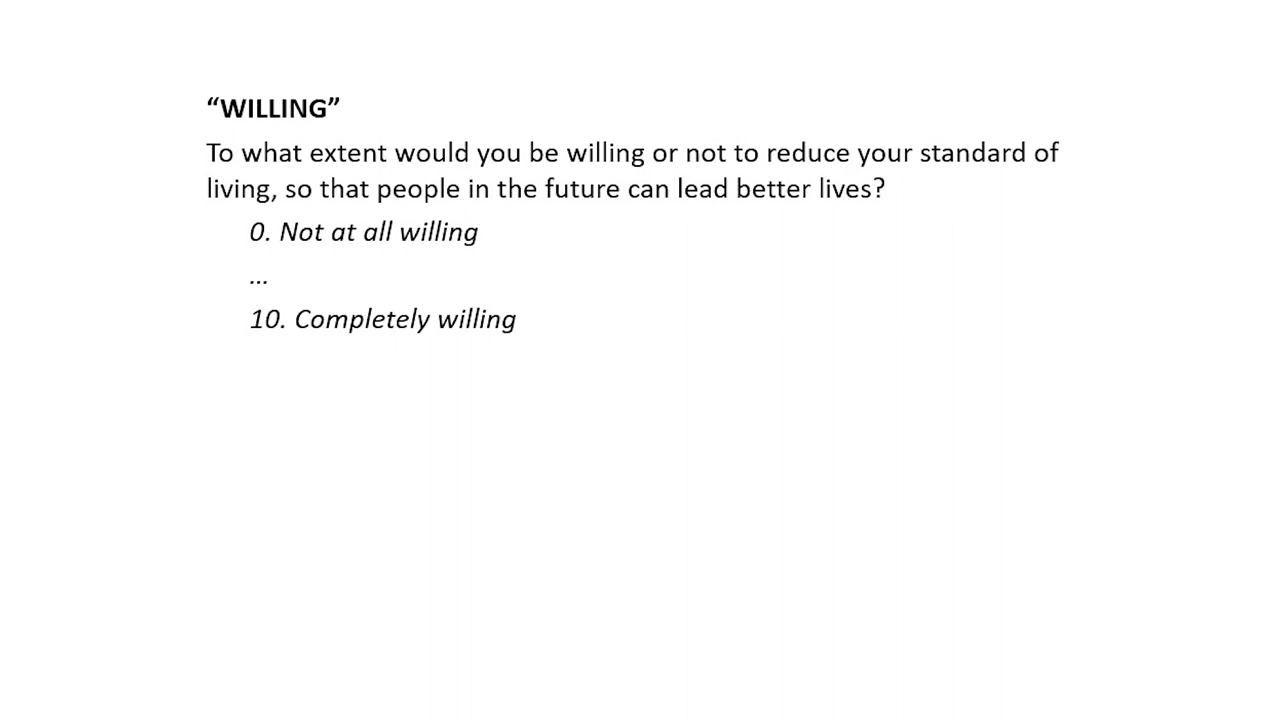 “WILLING”
To what extent would you be willing or not to reduce your standard of
living, so that people in the future can lead better lives?
0. Not at all willing
...
10. Completely willing